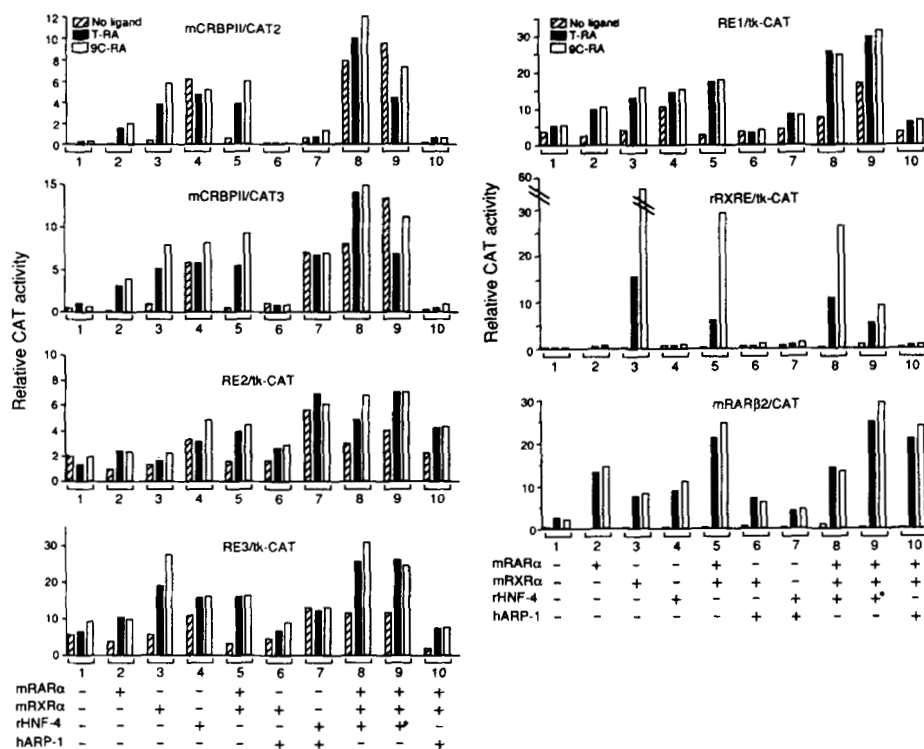 mCRBPII/CAT2
No ligand
T-RA
9C-RA
12
10
8
6
4
2
0
1 2 3 4 5 6 7 8 9 10
mCRBPII/CAT3
15
10
5
0
1 2 3 4 5 6 7 8 9 10
Relative CAT activity
RE2/tk-CAT
8
6
4
2
0
1 2 3 4 5 6 7 8 9 10
RE3/tk-CAT
30
20
10
0
1 2 3 4 5 6 7 8 9 10
mRARα – + – – + – – + + +
mRXRα – – + – + + – + + +
rHNF-4 – – – + – – + + +* –
hARP-1 – – – – – + + – – +
RE1/tk-CAT
No ligand
T-RA
9C-RA
30
20
10
0
1 2 3 4 5 6 7 8 9 10
rRXRE/tk-CAT
60
30
20
10
0
1 2 3 4 5 6 7 8 9 10
Relative CAT activity
mRARβ2/CAT
30
20
10
0
1 2 3 4 5 6 7 8 9 10
mRARα – + – – + – – + + +
mRXRα – – + – + + – + + +
rHNF-4 – – – + – – + + +* –
hARP-1 – – – – – + + – – +